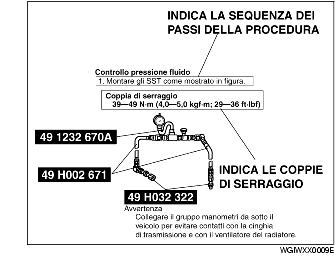 INDICA LA SEQUENZA DEI
PASSI DELLA PROCEDURA
Controllo pressione fluido
1. Montare gli SST come mostrato in figura.
Coppia di serraggio
39—49 N·m (4,0—5,0 kgf-m; 29—36 ft-lbf)
49 1232 670A
49 H002 671
INDICA LE COPPIE
DI SERRAGGIO
49 H032 322
Avvertenza
Collegare il gruppo manometri da sotto il
veicolo per evitare contatti con la cinghia
di trasmissione e con il ventilatore del radiatore.
WGIWXX0009E